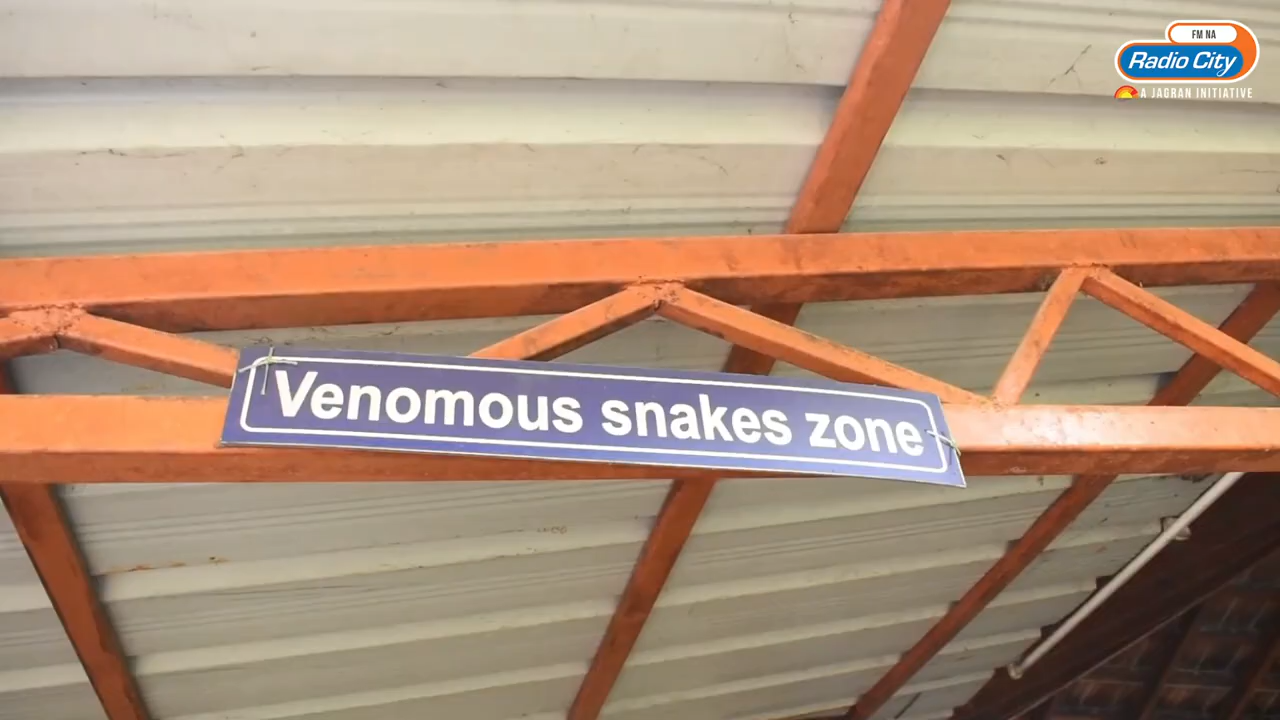 FM NA
Radio City
A JAGRAN INITIATIVE
Venomous snakes zone